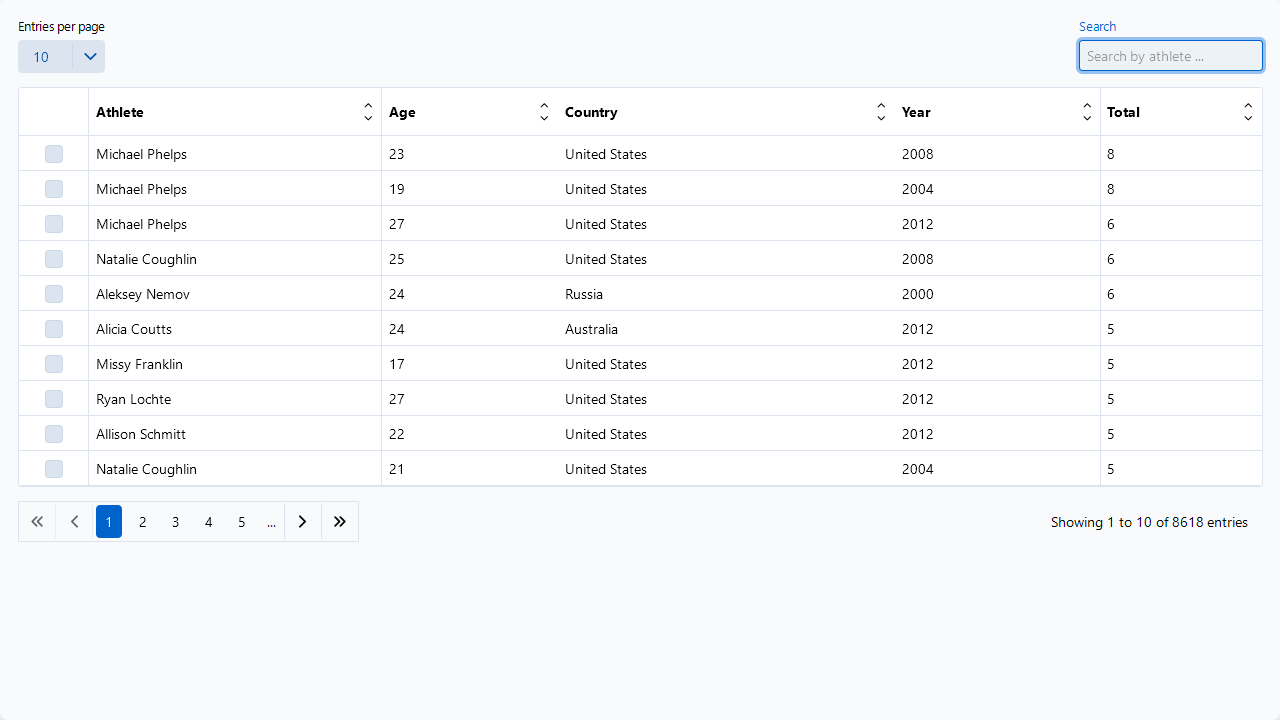 Entries per page
Search
10
Search by athlete ...
Athlete Age Country Year Total
Michael Phelps 23 United States 2008 8
Michael Phelps 19 United States 2004 8
Michael Phelps 27 United States 2012 6
Natalie Coughlin 25 United States 2008 6
Aleksey Nemov 24 Russia 2000 6
Alicia Coutts 24 Australia 2012 5
Missy Franklin 17 United States 2012 5
Ryan Lochte 27 United States 2012 5
Allison Schmitt 22 United States 2012 5
Natalie Coughlin 21 United States 2004 5
1 2 3 4 5 ...
Showing 1 to 10 of 8618 entries